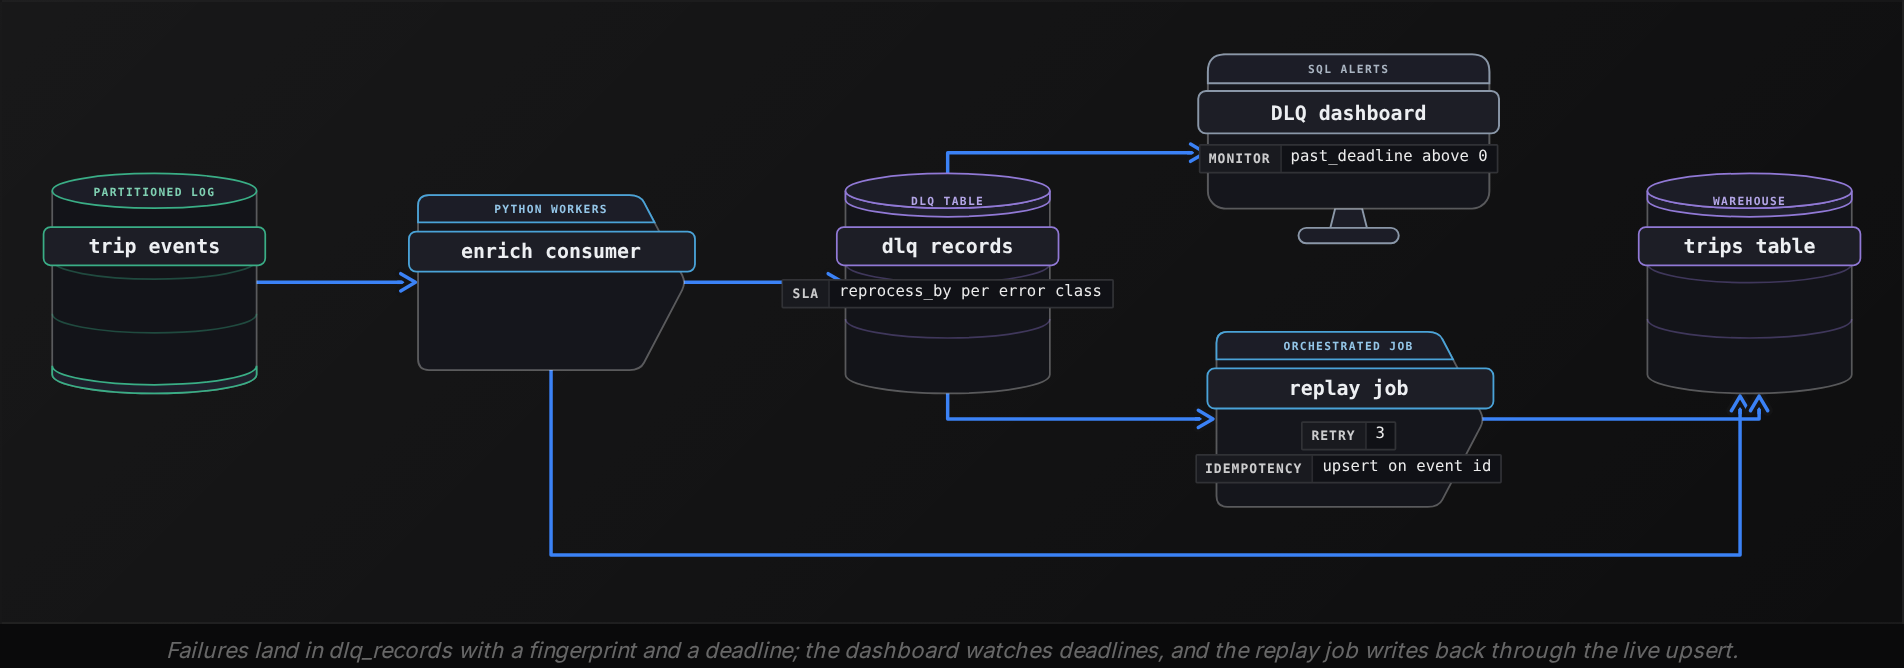 PARTITIONED LOG
trip events
PYTHON WORKERS
enrich consumer
DLQ TABLE
dlq records
SLA reprocess_by per error class
SQL ALERTS
DLQ dashboard
MONITOR past_deadline above 0
ORCHESTRATED JOB
replay job
RETRY 3
IDEMPOTENCY upsert on event id
WAREHOUSE
trips table
Failures land in dlq_records with a fingerprint and a deadline; the dashboard watches deadlines, and the replay job writes back through the live upsert.